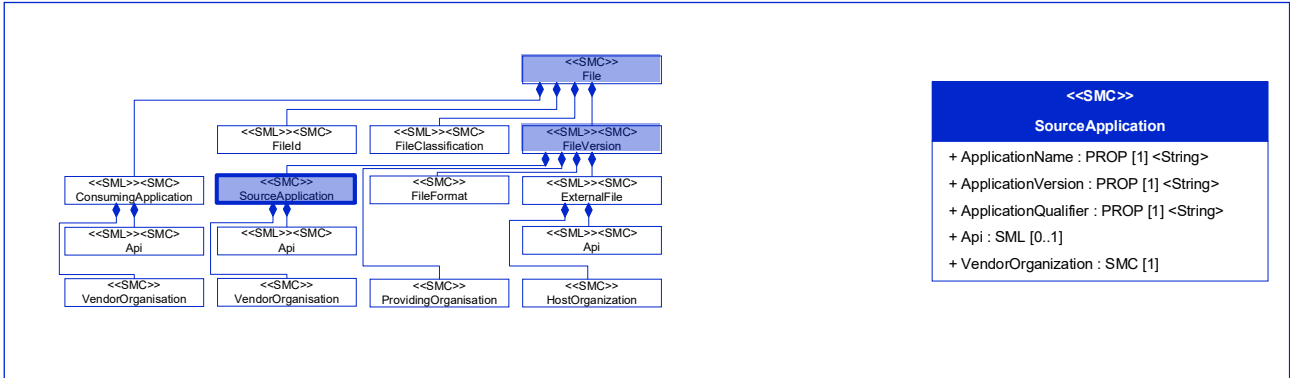 <<SMC>>
File
<<SML>><SMC>
FileId
<<SML>><SMC>
FileClassification
<<SML>><SMC>
FileVersion
<<SML>><SMC>
ConsumingApplication
<<SMC>>
SourceApplication
<<SMC>>
FileFormat
<<SML>><SMC>
ExternalFile
<<SML>><SMC>
Api
<<SML>><SMC>
Api
<<SML>><SMC>
Api
<<SMC>>
VendorOrganisation
<<SMC>>
VendorOrganisation
<<SMC>>
ProvidingOrganisation
<<SMC>>
HostOrganization
<<SMC>>
SourceApplication
+ ApplicationName : PROP [1] <String>
+ ApplicationVersion : PROP [1] <String>
+ ApplicationQualifier : PROP [1] <String>
+ Api : SML [0..1]
+ VendorOrganization : SMC [1]